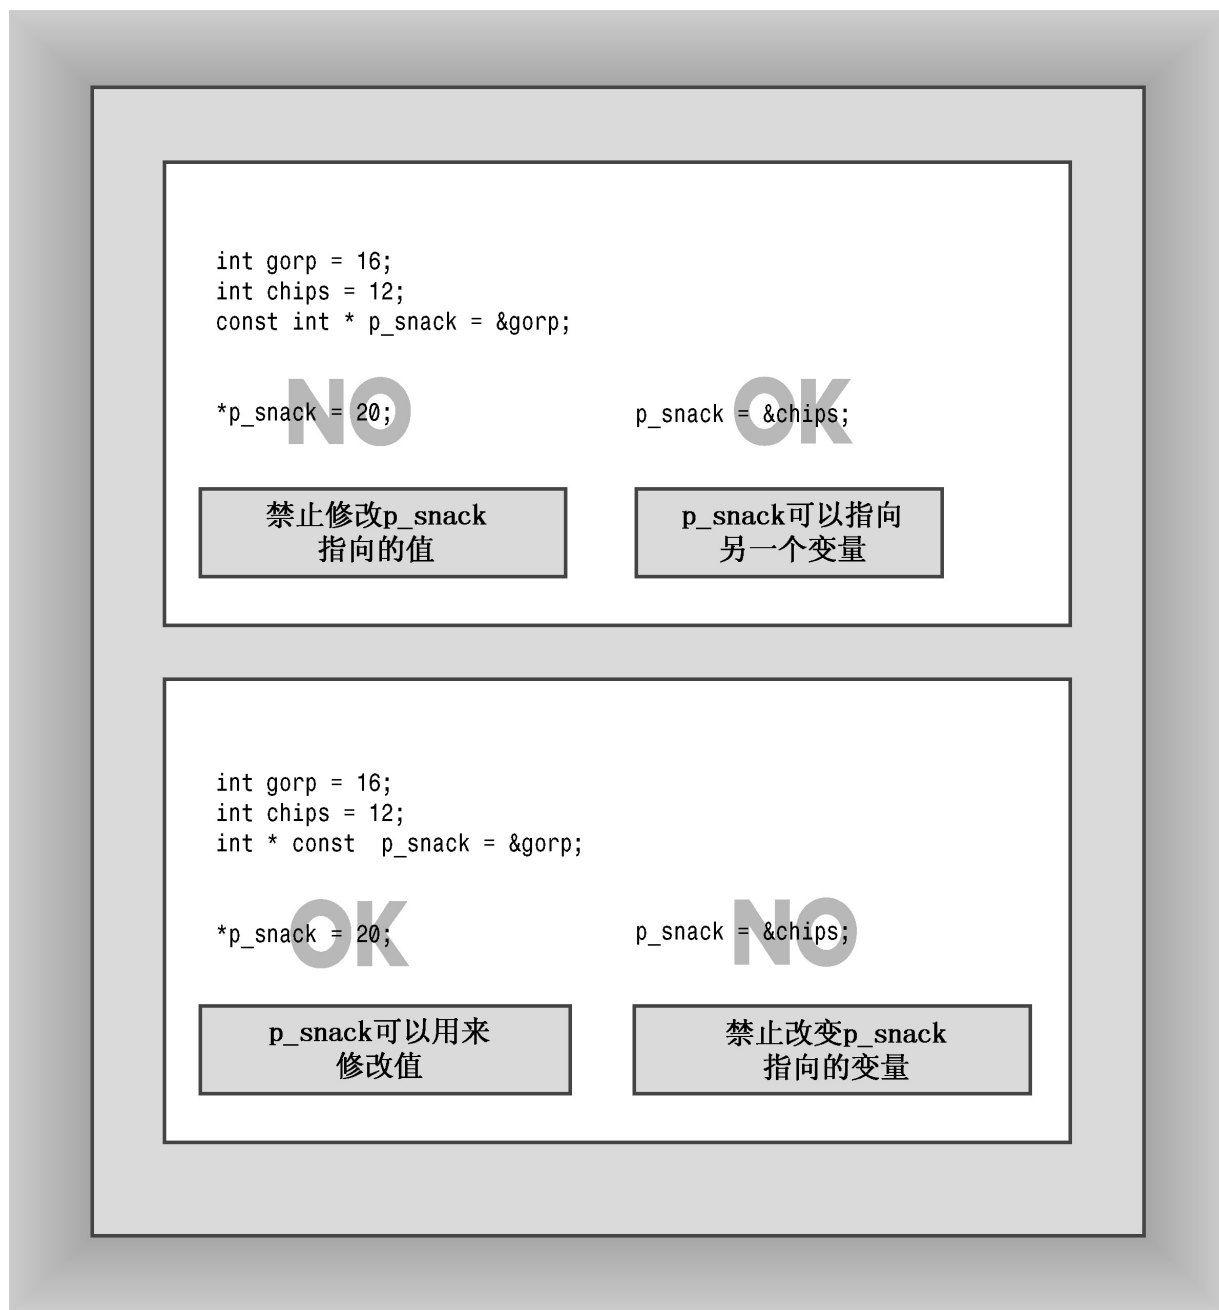 int gorp = 16;
int chips = 12;
const int * p_snack = &gorp;
NO
*p_snack = 20;
OK
p_snack = &chips;
禁止修改p_snack
指向的值
p_snack可以指向
另一个变量
int gorp = 16;
int chips = 12;
int * const  p_snack = &gorp;
OK
*p_snack = 20;
NO
p_snack = &chips;
p_snack可以用来
修改值
禁止改变p_snack
指向的变量